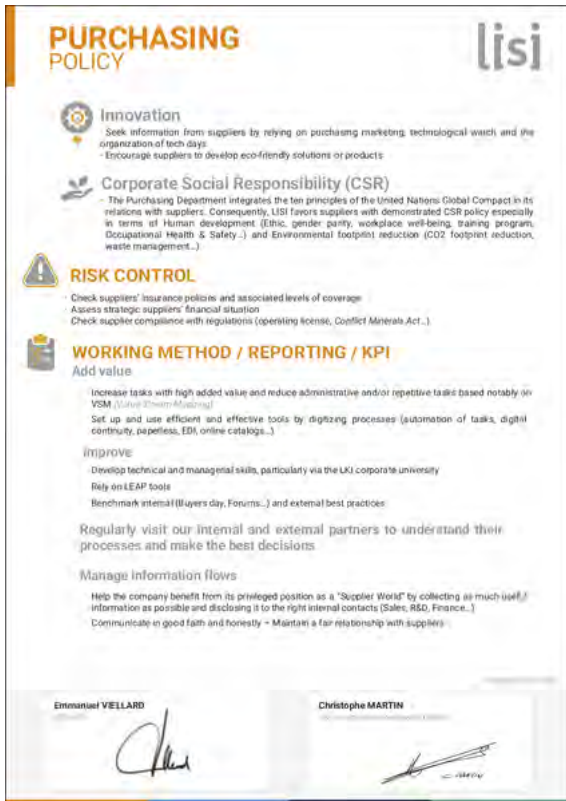 PURCHASING
POLICY
lisi
Innovation
- Seek information from suppliers by relying on purchasing marketing, technological watch and the
organization of tech days
- Encourage suppliers to develop eco-friendly solutions or products
Corporate Social Responsibility (CSR)
- The Purchasing Department integrates the ten principles of the United Nations Global Compact in its
relations with suppliers. Consequently, LISI favors suppliers with demonstrated CSR policy especially
in terms of Human development (Ethic, gender parity, workplace well-being, training program,
Occupational Health & Safety...) and Environmental footprint reduction (CO2 footprint reduction,
waste management...)
RISK CONTROL
Check suppliers' insurance policies and associated levels of coverage
Assess strategic suppliers' financial situation
Check supplier compliance with regulations (operating license, Conflict Minerals Act...)
WORKING METHOD / REPORTING / KPI
Add value
Increase tasks with high added value and reduce administrative and/or repetitive tasks based notably on
VSM (Value Stream Mapping)
Set up and use efficient and effective tools by digitizing processes (automation of tasks, digital
continuity, paperless, EDI, online catalogs...)
Improve
Develop technical and managerial skills, particularly via the LKI corporate university
Rely on LEAP tools
Benchmark internal (Buyers day, Forums...) and external best practices
Regularly visit our internal and external partners to understand their
processes and make the best decisions
Manage information flows
Help the company benefit from its privileged position as a "Supplier World" by collecting as much useful
information as possible and disclosing it to the right internal contacts (Sales, R&D, Finance...)
Communicate in good faith and honestly – Maintain a fair relationship with suppliers
Emmanuel VIELLARD
Christophe MARTIN